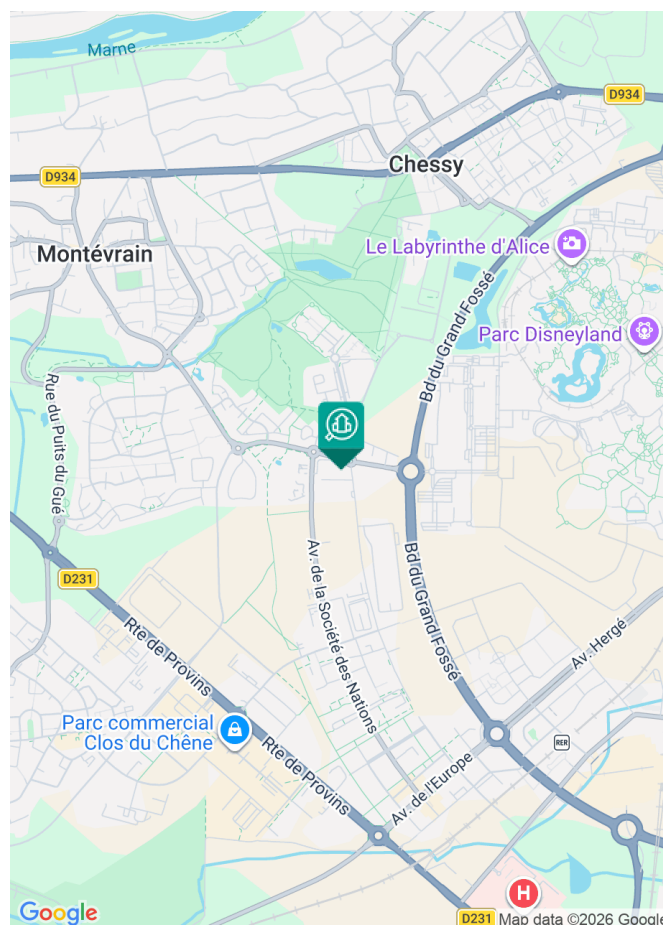 Marne
D934
Chessy
D934
Montévrain
Le Labyrinthe d'Alice
Bd du Grand Fossé
Parc Disneyland
Rue du Puits du Gué
D231
Av. de la Société des Nations
Bd du Grand Fossé
Rte de Provins
Av. Hergé
Parc commercial
Clos du Chêne
RER
Rte de Provins
Av. de l'Europe
H
Google
D231
Map data ©2026 Google